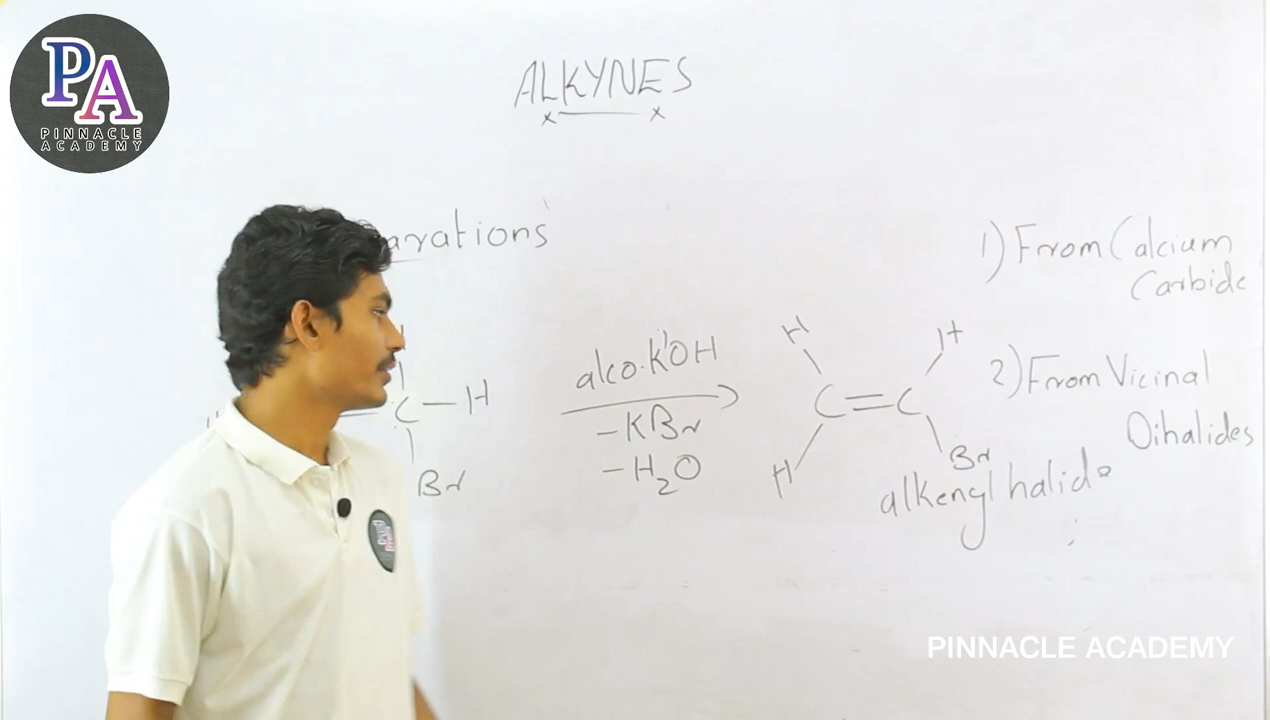 PA
PINNACLE
ACADEMY
ALKYNES
arations
1) From Calcium
Carbide
2) From Vicinal
Dihalides
H
C — H
Br
alco. KOH
-KBr
-H2O
H H
C = C
H Br
alkenyl halide
PINNACLE ACADEMY